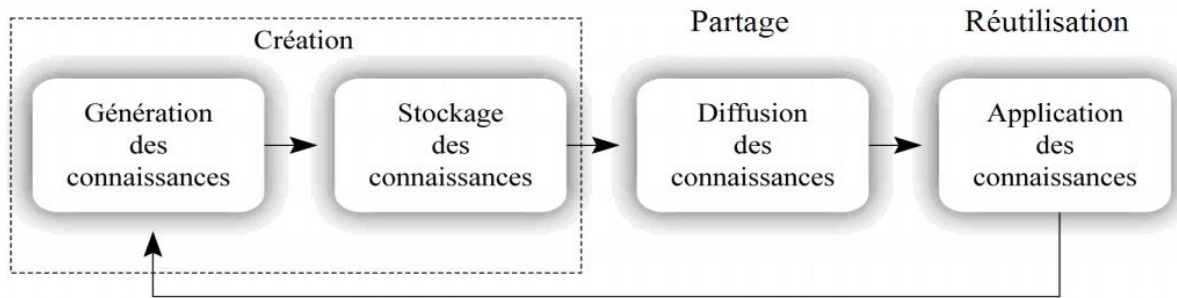 Création
Partage
Réutilisation
Génération
des
connaissances
Stockage
des
connaissances
Diffusion
des
connaissances
Application
des
connaissances